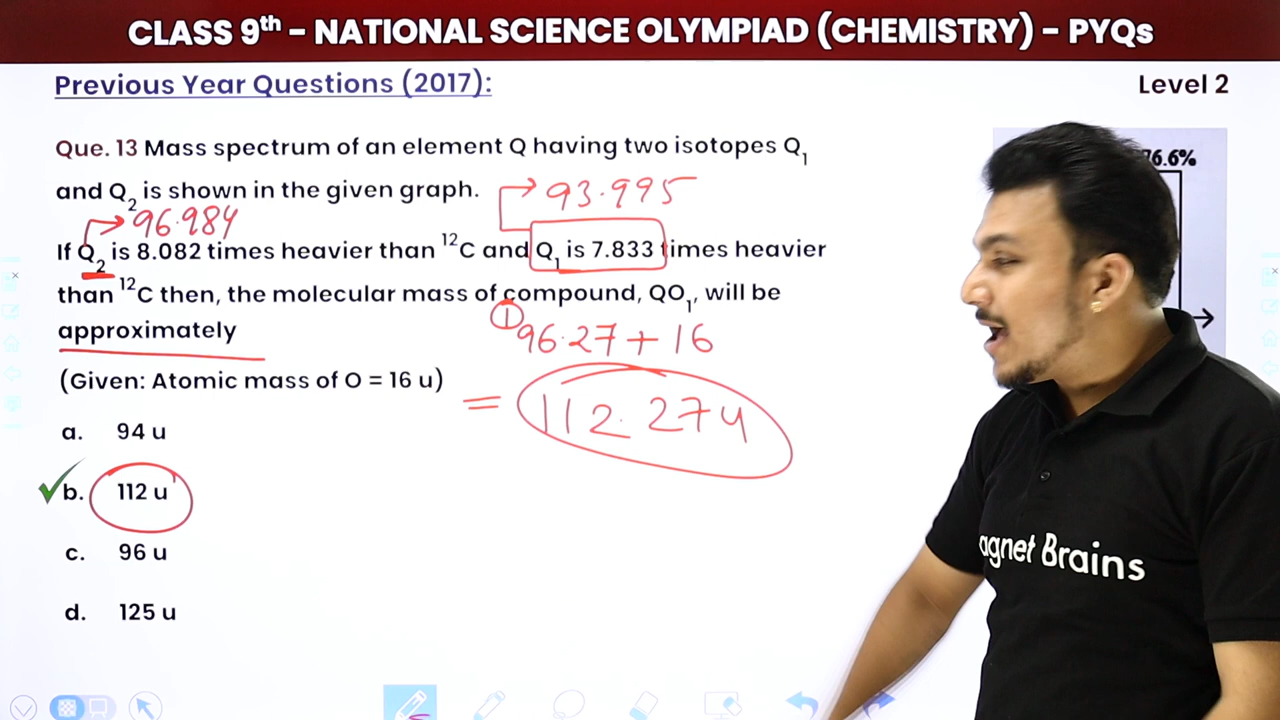 CLASS 9th – NATIONAL SCIENCE OLYMPIAD (CHEMISTRY) – PYQs
Previous Year Questions (2017):
Level 2
Que. 13 Mass spectrum of an element Q having two isotopes Q1
and Q2 is shown in the given graph.
93.995
96.984
If Q2 is 8.082 times heavier than 12C and Q1 is 7.833 times heavier
than 12C then, the molecular mass of compound, QO1, will be
approximately
① 96.27 + 16
(Given: Atomic mass of O = 16 u)
= 112.27u
a. 94 u
b. 112 u
c. 96 u
d. 125 u
76.6%
agnet Brains